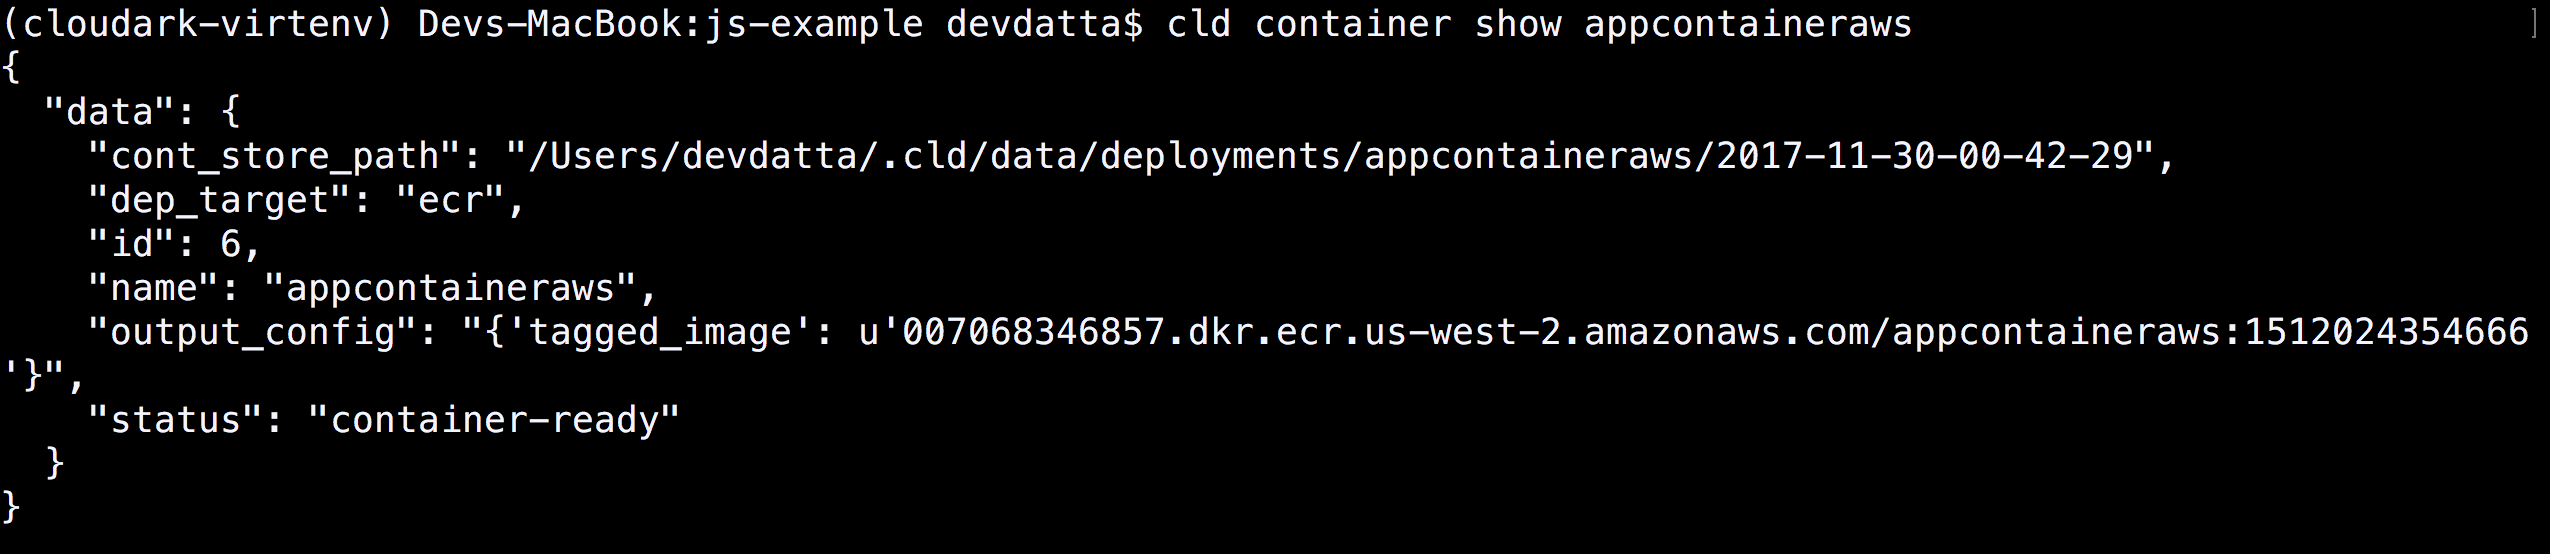 (cloudark-virtenv) Devs-MacBook:js-example devdatta$ cld container show appcontaineraws ]
{
  "data": {
    "cont_store_path": "/Users/devdatta/.cld/data/deployments/appcontaineraws/2017-11-30-00-42-29",
    "dep_target": "ecr",
    "id": 6,
    "name": "appcontaineraws",
    "output_config": "{'tagged_image': u'007068346857.dkr.ecr.us-west-2.amazonaws.com/appcontaineraws:1512024354666
'}",
    "status": "container-ready"
  }
}